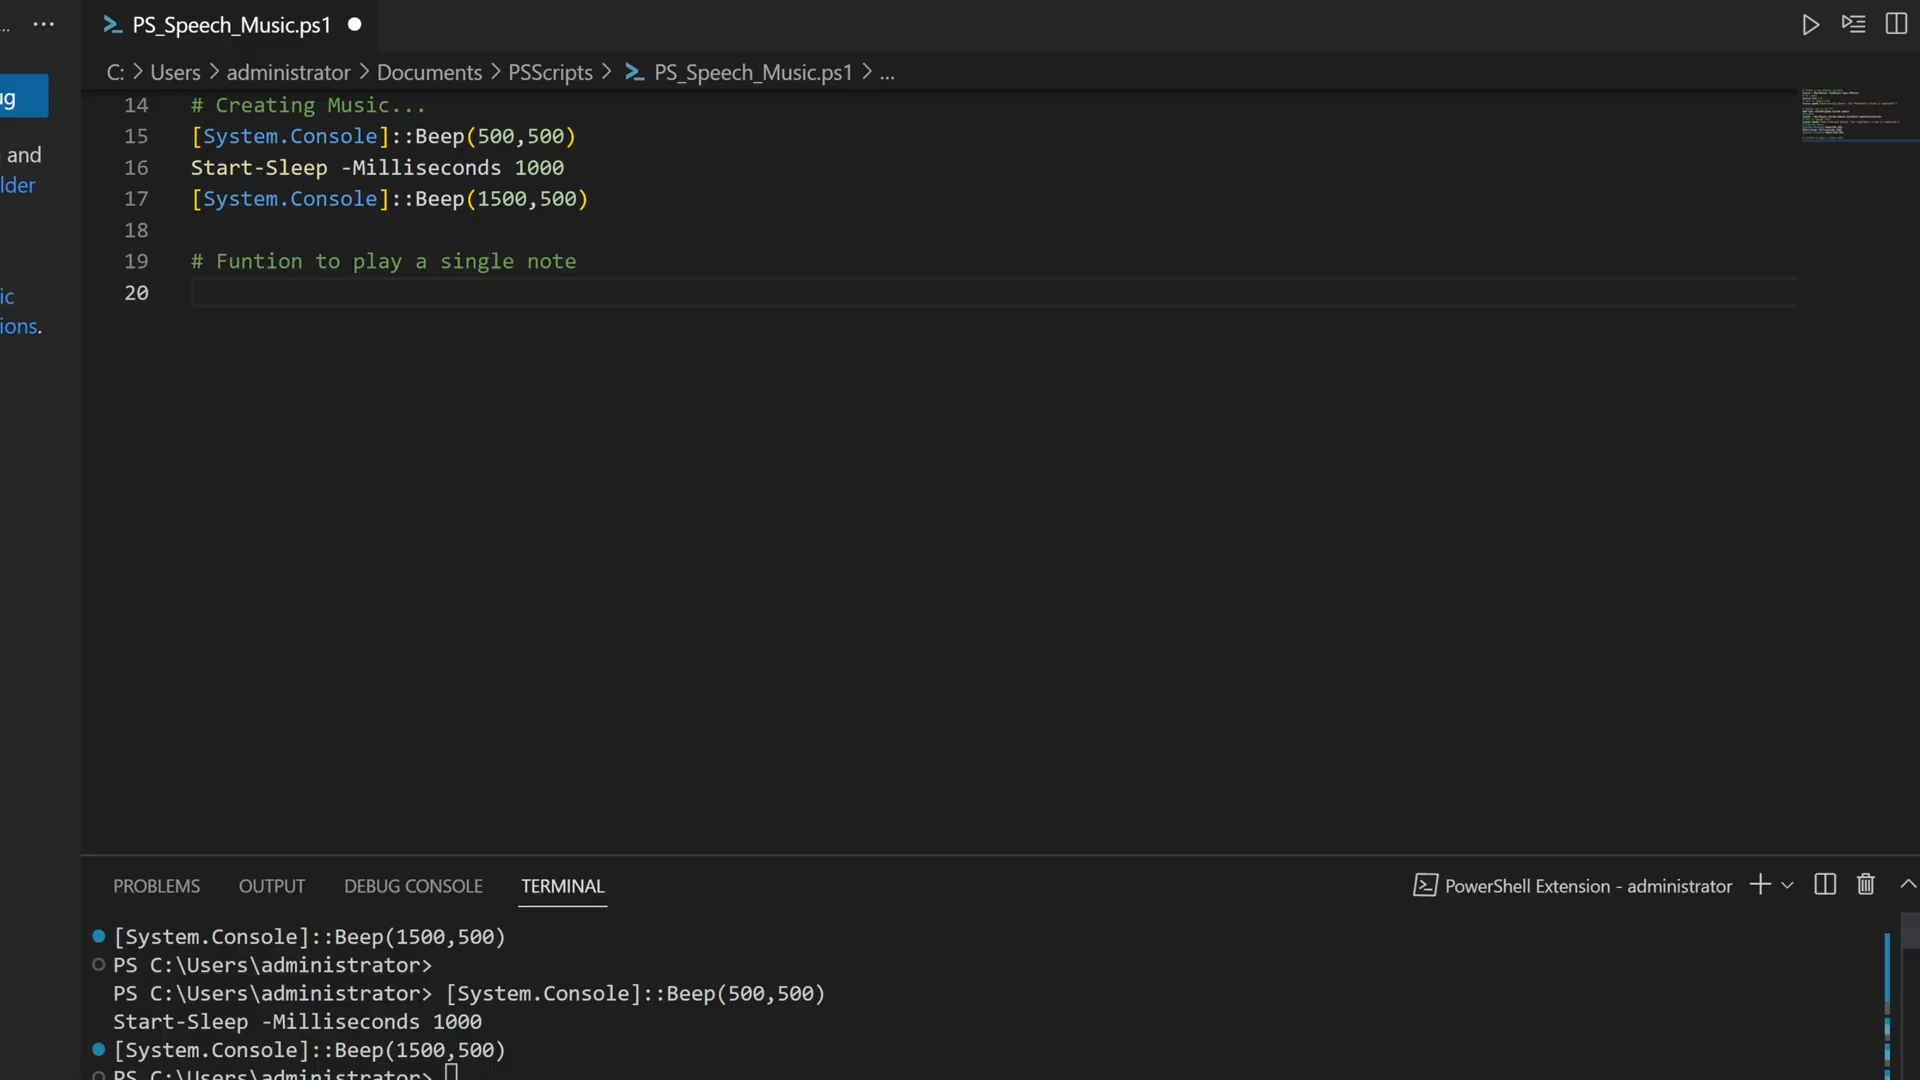 ... ··· PS_Speech_Music.ps1
C: > Users > administrator > Documents > PSScripts > PS_Speech_Music.ps1 > ...
ug
and
lder
ic
ions.
14 # Creating Music...
15 [System.Console]::Beep(500,500)
16 Start-Sleep -Milliseconds 1000
17 [System.Console]::Beep(1500,500)
18
19 # Funtion to play a single note
20
PROBLEMS OUTPUT DEBUG CONSOLE TERMINAL PowerShell Extension - administrator
[System.Console]::Beep(1500,500)
PS C:\Users\administrator>
PS C:\Users\administrator> [System.Console]::Beep(500,500)
Start-Sleep -Milliseconds 1000
[System.Console]::Beep(1500,500)
PS C:\Users\administrator>